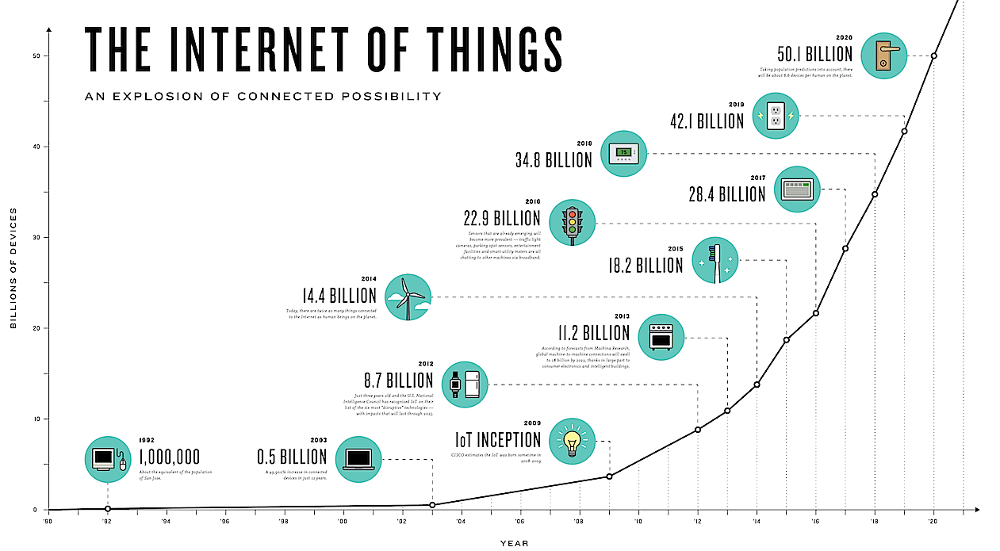 THE INTERNET OF THINGS
AN EXPLOSION OF CONNECTED POSSIBILITY
BILLIONS OF DEVICES
50
40
30
20
10
0
2020
50.1 BILLION
Taking population predictions into account, there
will be about 6.6 devices per human on the planet.
2019
42.1 BILLION
2018
34.8 BILLION
75
2017
28.4 BILLION
2016
22.9 BILLION
Sensors that are already emerging will
become more prevalent — traffic light
cameras, parking spot sensors, entertainment
facilities and smart utility meters are all
chatting to other machines via broadband.
2015
18.2 BILLION
2014
14.4 BILLION
Today, there are twice as many things connected
to the Internet as human beings on the planet.
2013
11.2 BILLION
According to forecasts from Machina Research,
global machine-to-machine connections will swell
to 18 billion by 2022, thanks in large part to
consumer electronics and intelligent buildings.
2012
8.7 BILLION
Just three years old and the U.S. National
Intelligence Council has recognized IoT on their
list of the six most "disruptive" technologies —
with impacts that will last through 2025.
2009
IoT INCEPTION
CISCO estimates the IoT was born sometime in
2008-2009
2003
0.5 BILLION
A 49,900% increase in connected
devices in just 11 years.
1992
1,000,000
About the equivalent of the population
of San Jose.
'90 '92 '94 '96 '98 '00 '02 '04 '06 '08 '10 '12 '14 '16 '18 '20
YEAR